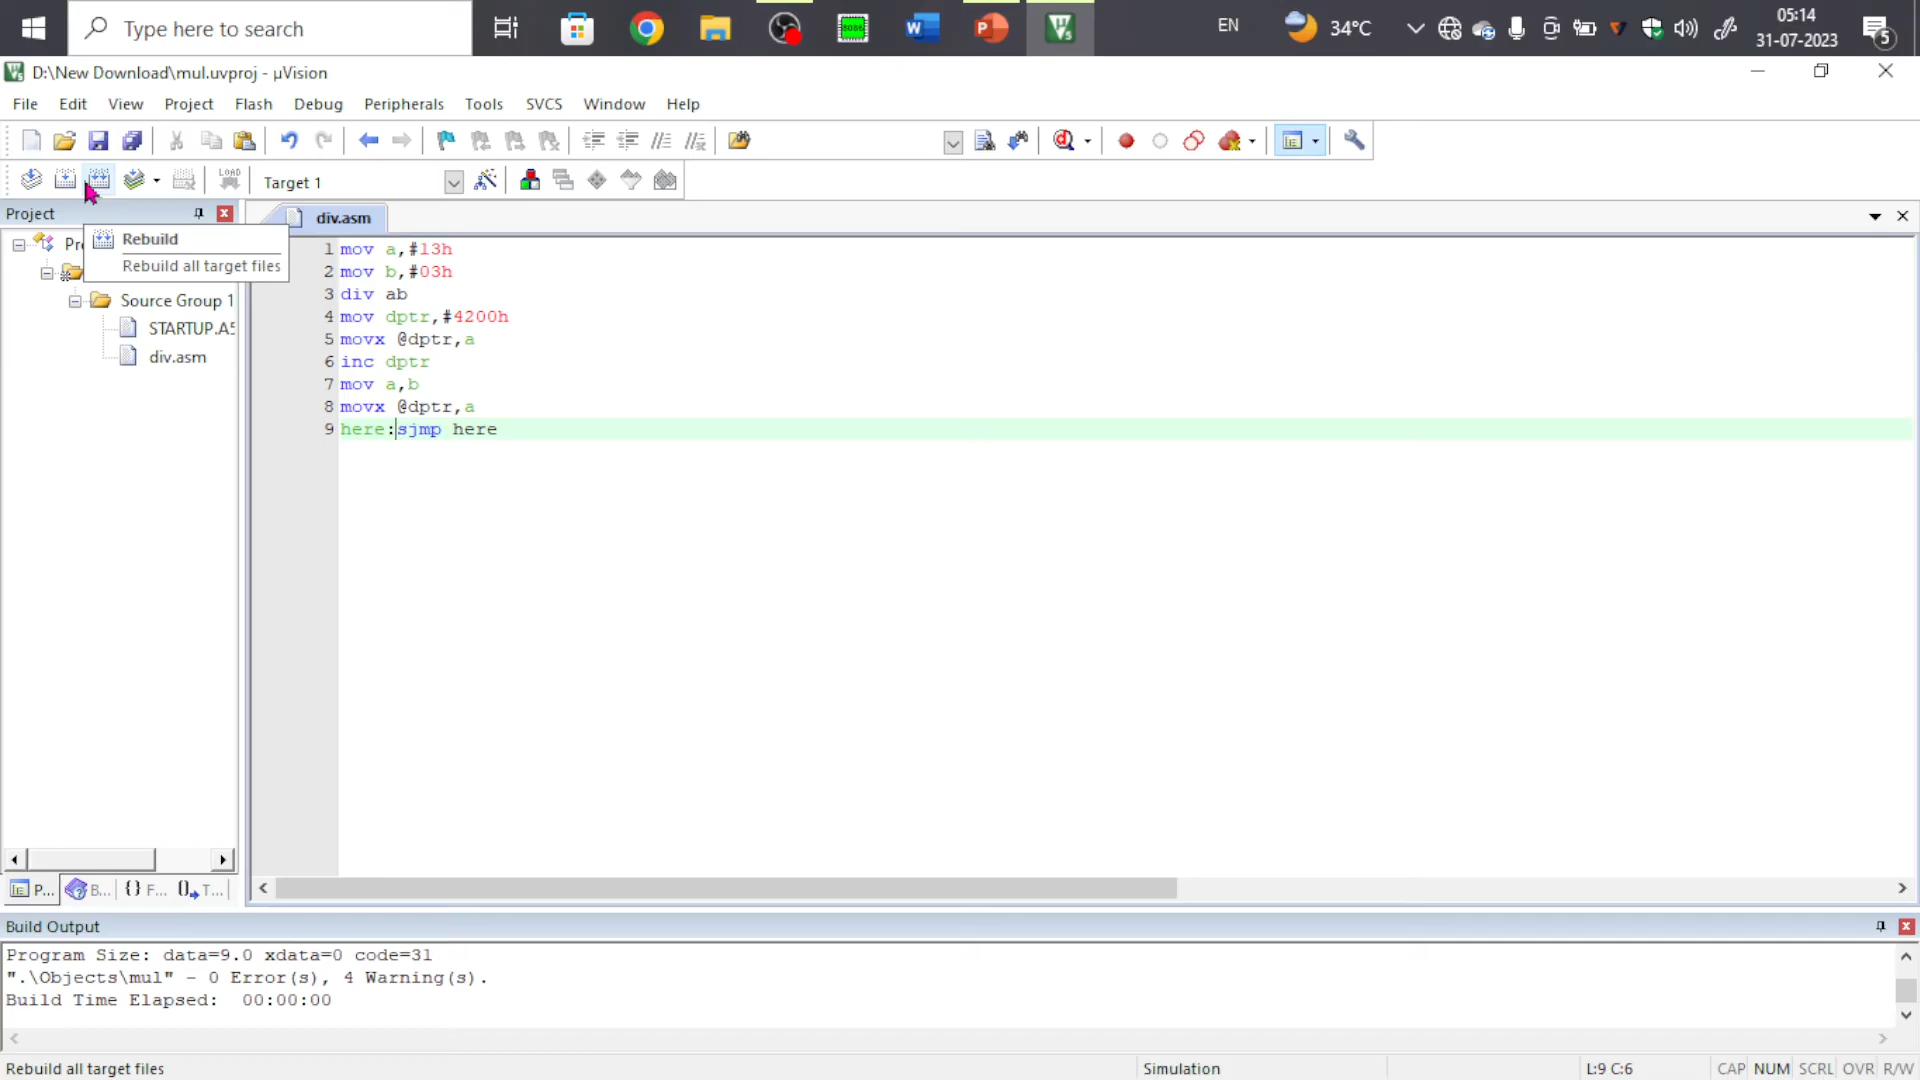 Type here to search
EN
34°C
05:14
31-07-2023
5
D:\New Download\mul.uvproj - µVision
File Edit View Project Flash Debug Peripherals Tools SVCS Window Help
LOAD
Target 1
Project
div.asm
Rebuild
Rebuild all target files
Source Group 1
STARTUP.A5
div.asm
1 mov a,#13h
2 mov b,#03h
3 div ab
4 mov dptr,#4200h
5 movx @dptr,a
6 inc dptr
7 mov a,b
8 movx @dptr,a
9 here:sjmp here
P... B... {} F... T...
Build Output
Program Size: data=9.0 xdata=0 code=31
".\Objects\mul" - 0 Error(s), 4 Warning(s).
Build Time Elapsed:  00:00:00
Rebuild all target files
Simulation
L:9 C:6
CAP NUM SCRL OVR R/W